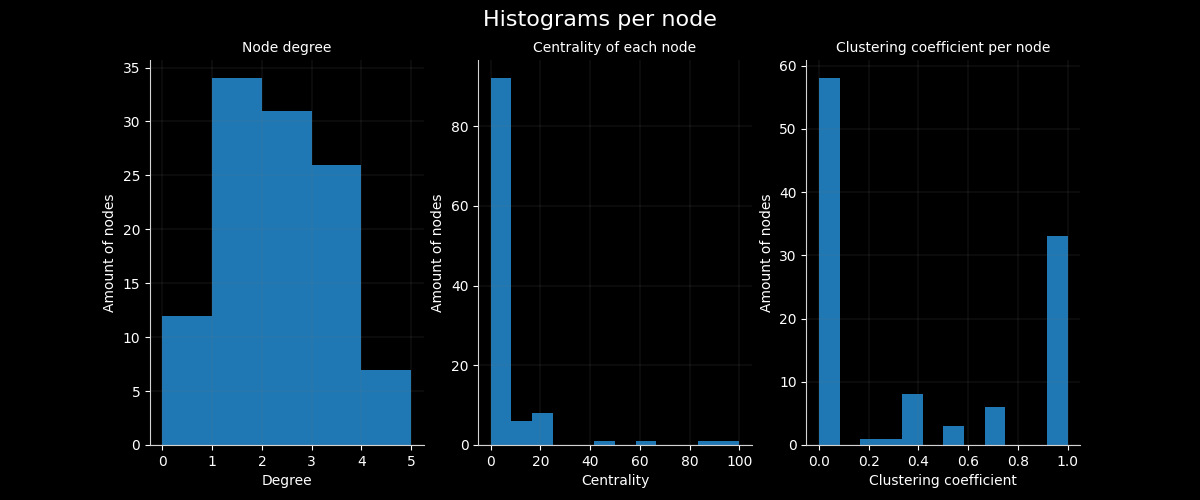 Histograms per node
Node degree
Amount of nodes
35
30
25
20
15
10
5
0
0 1 2 3 4 5
Degree
Centrality of each node
Amount of nodes
80
60
40
20
0
0 20 40 60 80 100
Centrality
Clustering coefficient per node
Amount of nodes
60
50
40
30
20
10
0
0.0 0.2 0.4 0.6 0.8 1.0
Clustering coefficient